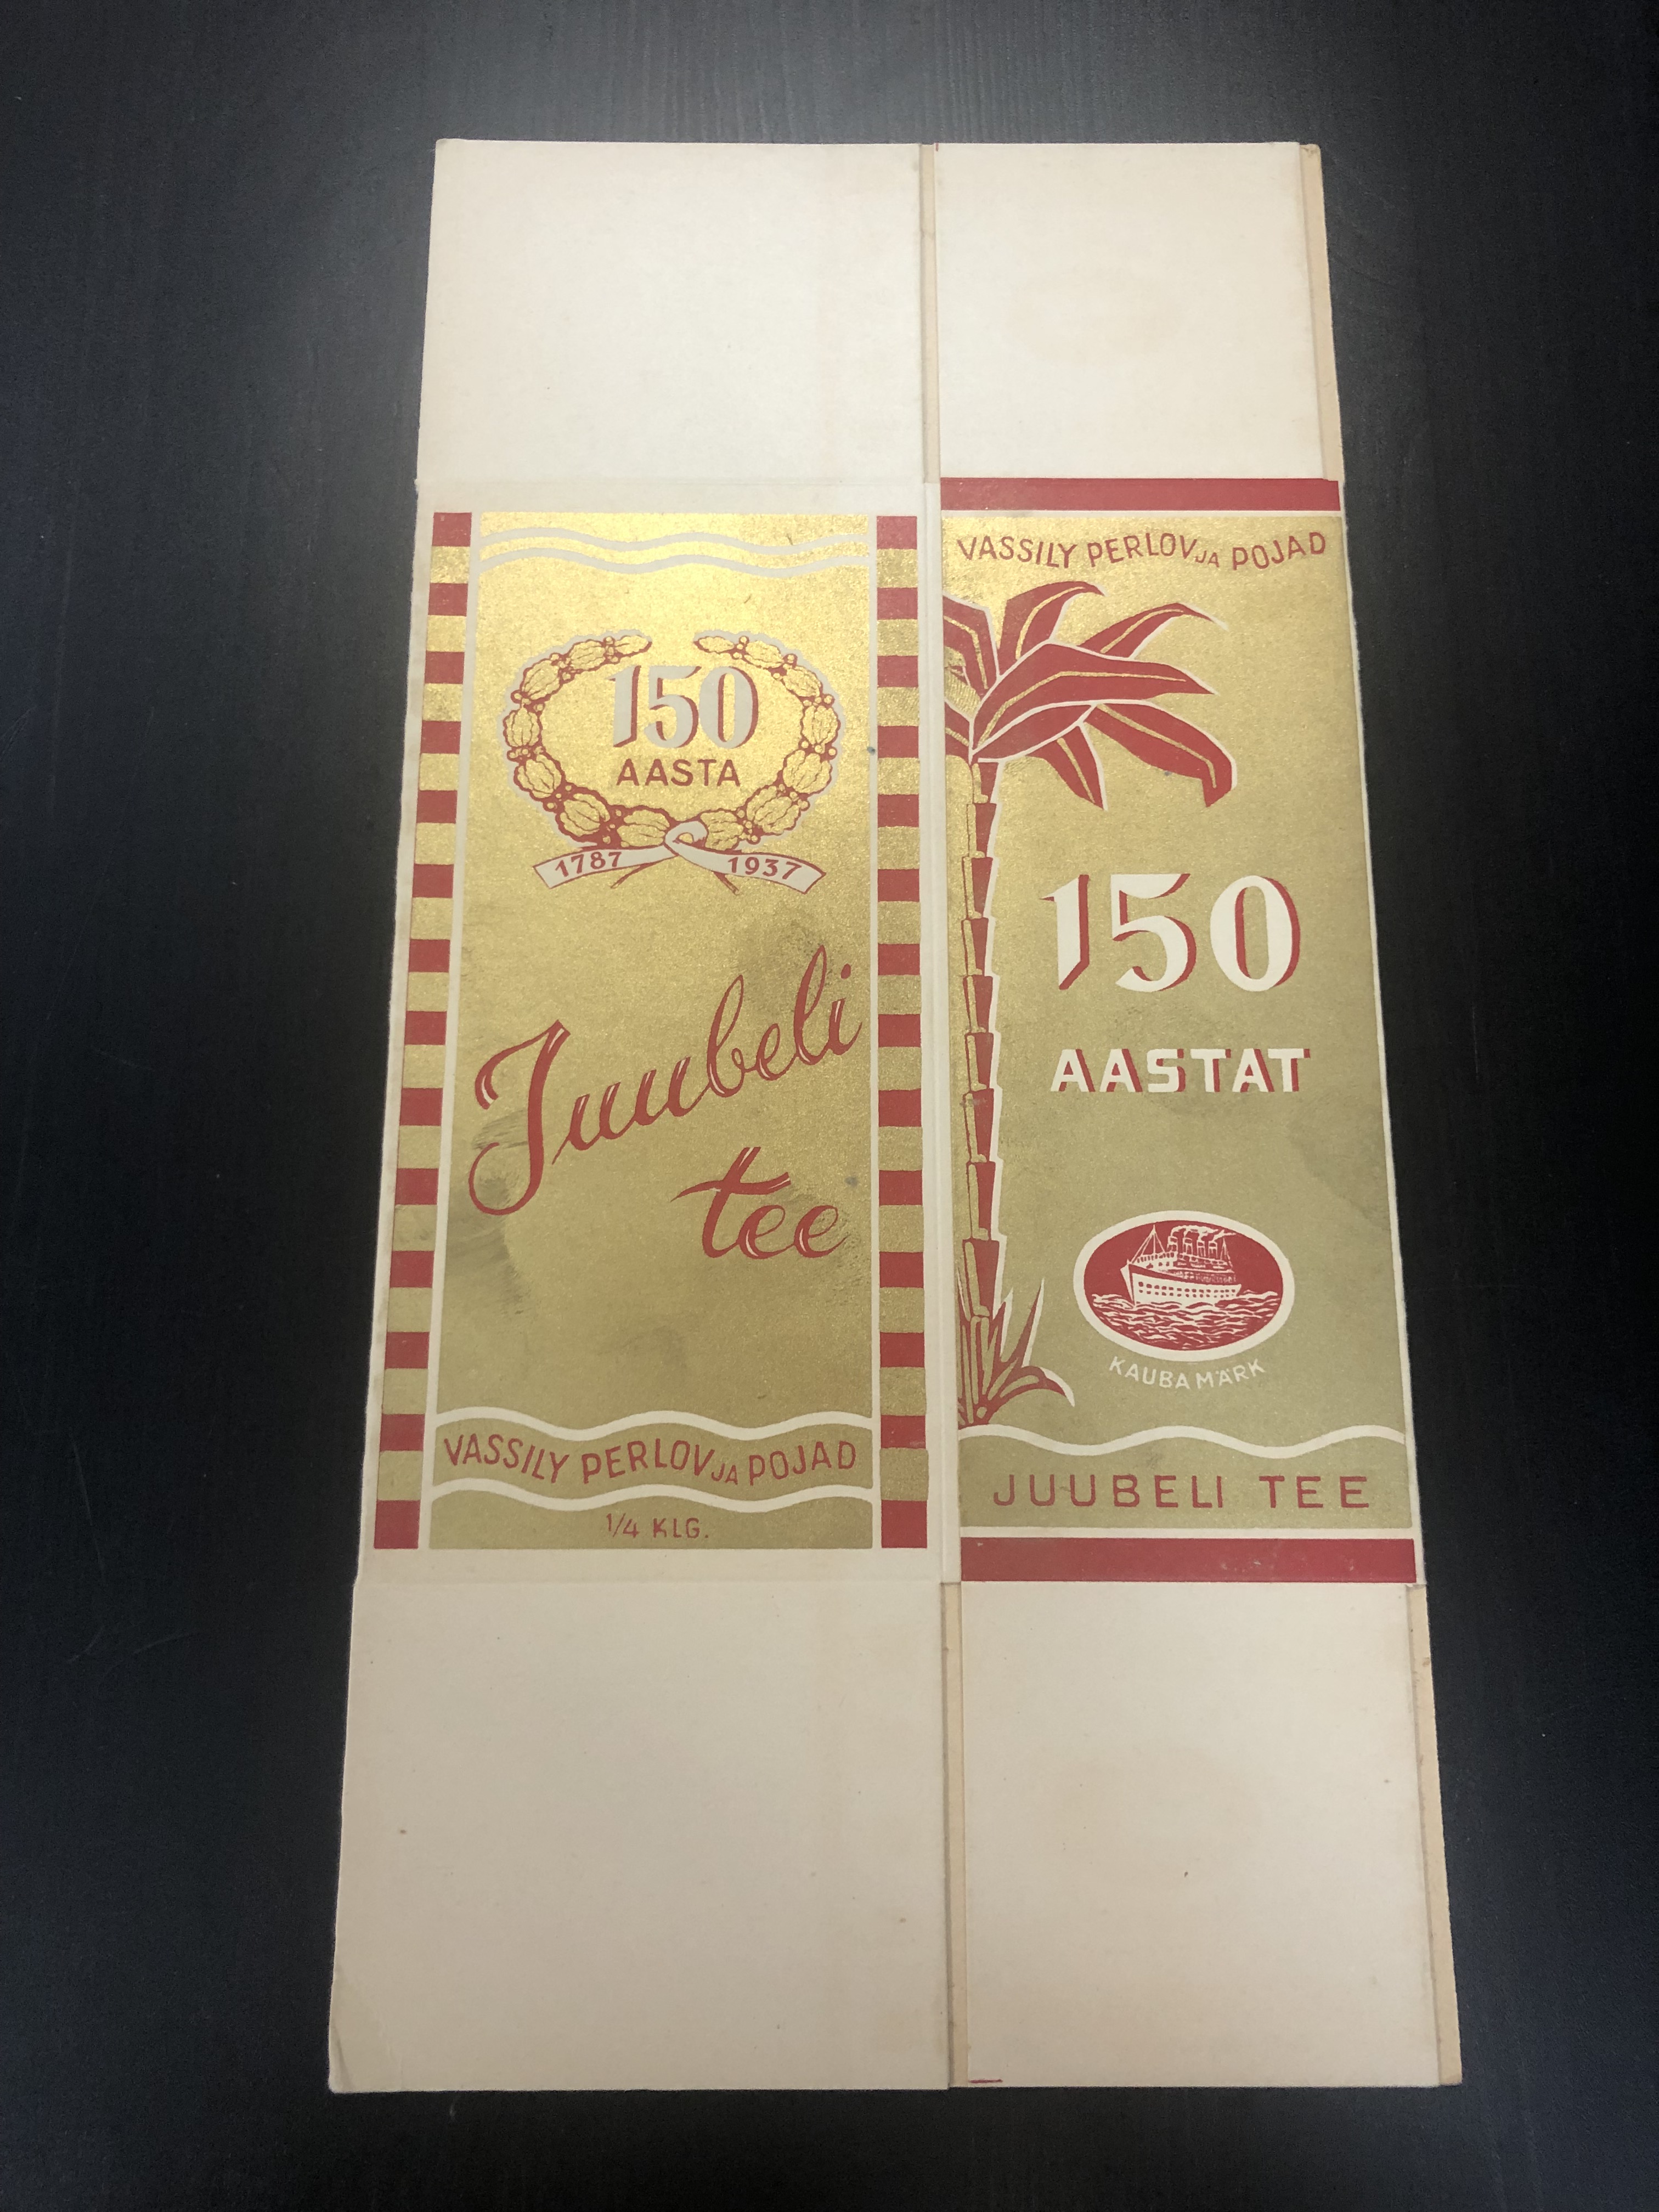 150
AASTA
1787 1937
Juubeli
tee
VASSILY PERLOV JA POJAD
1/4 KLG.
VASSILY PERLOV JA POJAD
150
AASTAT
KAUBAMÄRK
JUUBELI TEE